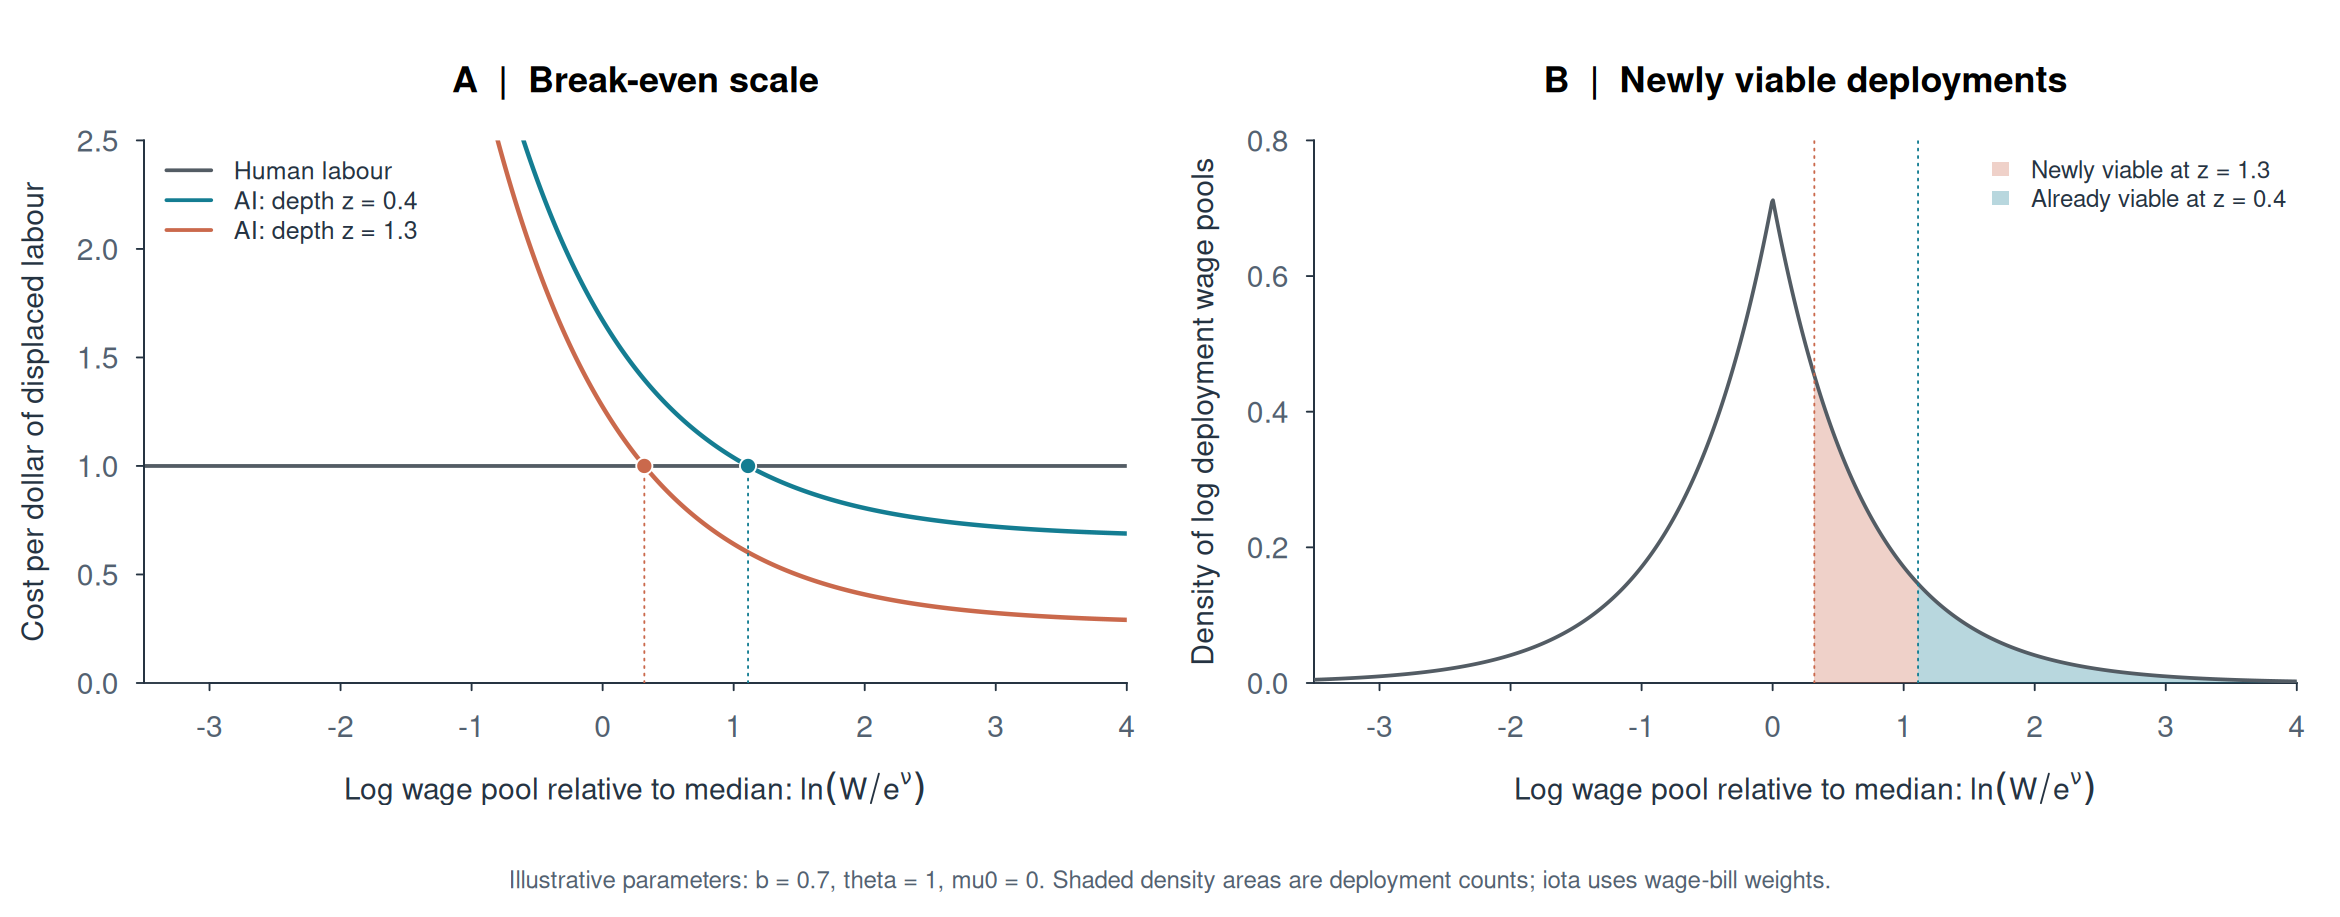 A | Break-even scale
2.5
2.0
1.5
1.0
0.5
0.0
Cost per dollar of displaced labour
Human labour
AI: depth z = 0.4
AI: depth z = 1.3
-3 -2 -1 0 1 2 3 4
Log wage pool relative to median: ln(W/e^ν)
B | Newly viable deployments
0.8
0.6
0.4
0.2
0.0
Density of log deployment wage pools
Newly viable at z = 1.3
Already viable at z = 0.4
-3 -2 -1 0 1 2 3 4
Log wage pool relative to median: ln(W/e^ν)
Illustrative parameters: b = 0.7, theta = 1, mu0 = 0. Shaded density areas are deployment counts; iota uses wage-bill weights.